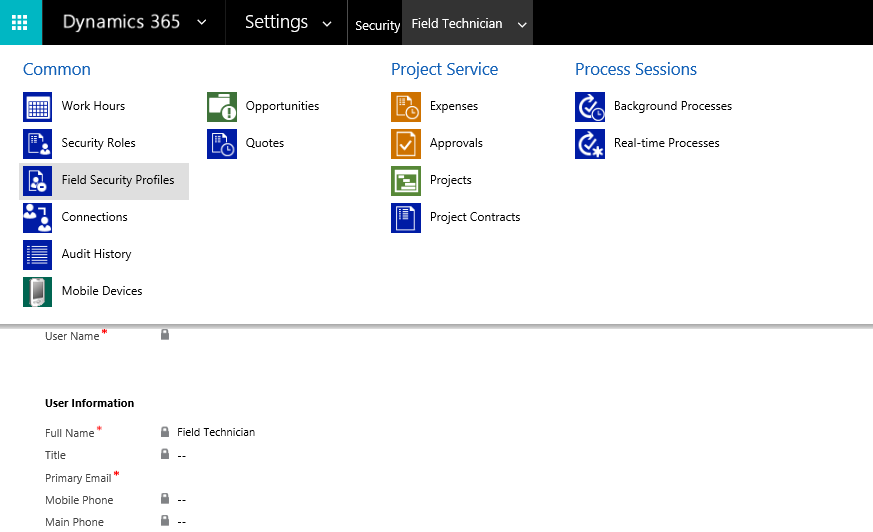 Dynamics 365 Settings Security Field Technician
Common Project Service Process Sessions
Work Hours Opportunities Expenses Background Processes
Security Roles Quotes Approvals Real-time Processes
Field Security Profiles Projects
Connections Project Contracts
Audit History
Mobile Devices
User Name*
User Information
Full Name* Field Technician
Title --
Primary Email*
Mobile Phone --
Main Phone --